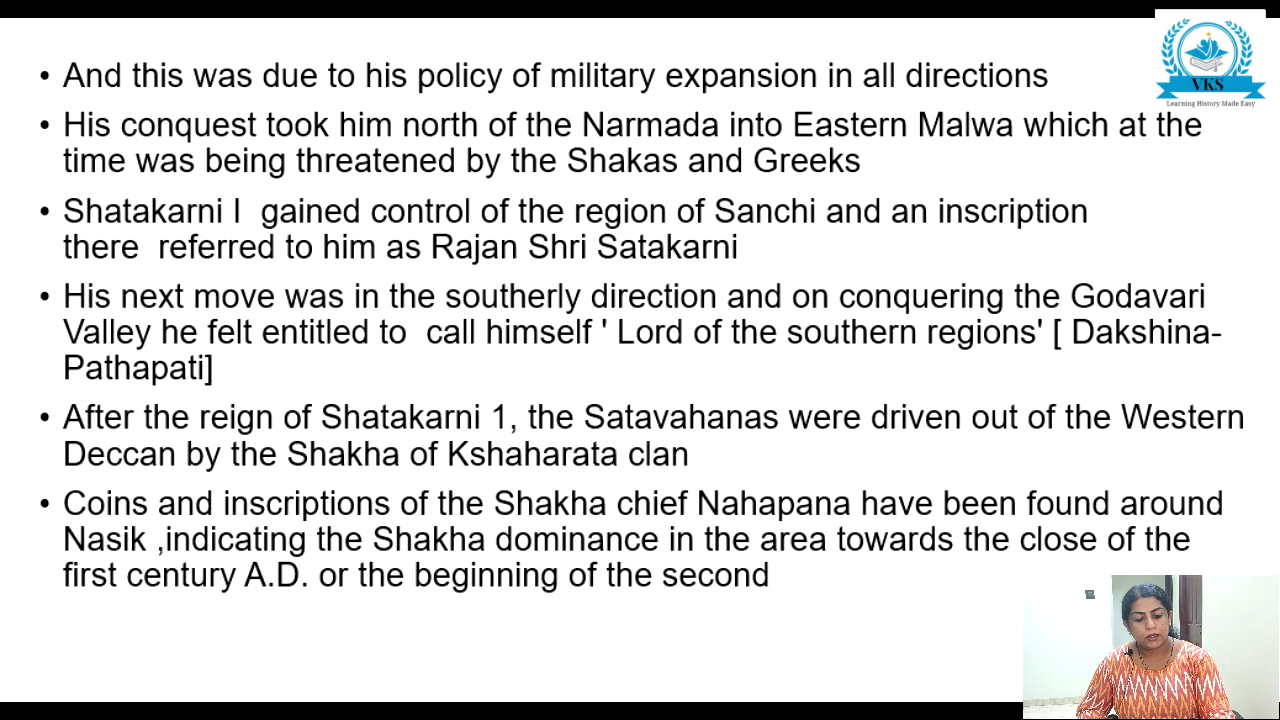 VKS
Learning History Made Easy
• And this was due to his policy of military expansion in all directions
• His conquest took him north of the Narmada into Eastern Malwa which at the
time was being threatened by the Shakas and Greeks
• Shatakarni I  gained control of the region of Sanchi and an inscription
there  referred to him as Rajan Shri Satakarni
• His next move was in the southerly direction and on conquering the Godavari
Valley he felt entitled to  call himself ' Lord of the southern regions' [ Dakshina-
Pathapati]
• After the reign of Shatakarni 1, the Satavahanas were driven out of the Western
Deccan by the Shakha of Kshaharata clan
• Coins and inscriptions of the Shakha chief Nahapana have been found around
Nasik ,indicating the Shakha dominance in the area towards the close of the
first century A.D. or the beginning of the second